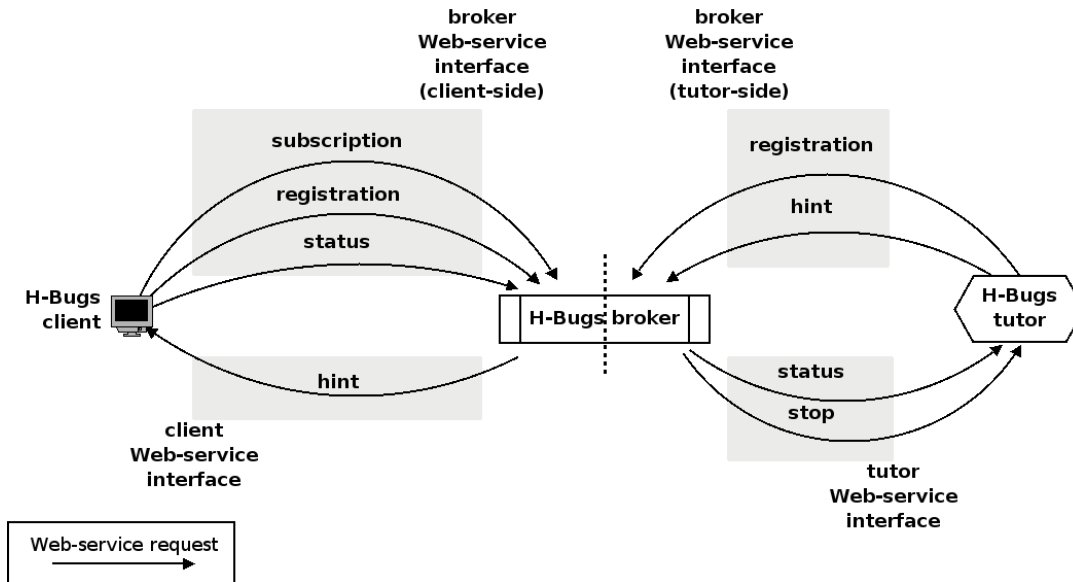 broker
Web-service
interface
(client-side)
broker
Web-service
interface
(tutor-side)
subscription
registration
status
registration
hint
H-Bugs
client
H-Bugs broker
H-Bugs
tutor
hint
status
stop
client
Web-service
interface
tutor
Web-service
interface
Web-service request